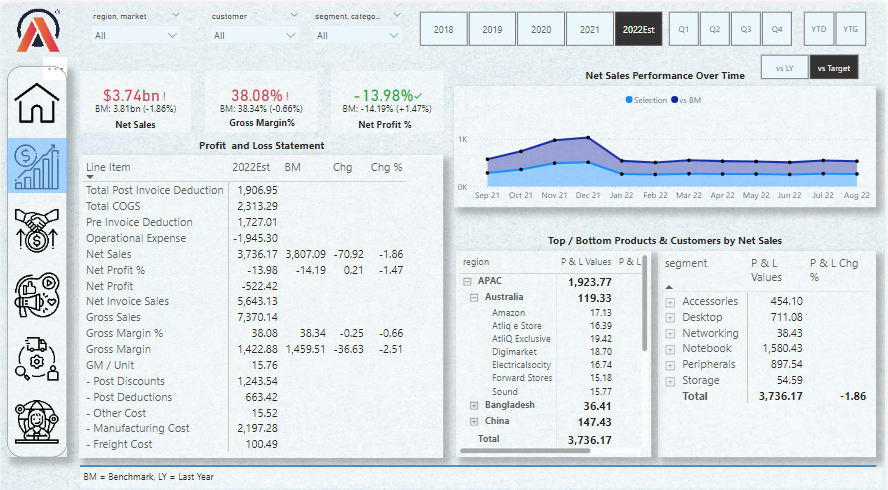 region, market customer segment, catego...
All All All
2018 2019 2020 2021 2022Est Q1 Q2 Q3 Q4 YTD YTG
vs LY vs Target
$3.74bn !
BM: 3.81bn (-1.86%)
Net Sales
38.08% !
BM: 38.34% (-0.66%)
Gross Margin%
-13.98%✓
BM: -14.19% (+1.47%)
Net Profit %
Net Sales Performance Over Time
Selection vs BM
1K
0K
Sep 21 Oct 21 Nov 21 Dec 21 Jan 22 Feb 22 Mar 22 Apr 22 May 22 Jun 22 Jul 22 Aug 22
Profit and Loss Statement
Line Item 2022Est BM Chg Chg %
Total Post Invoice Deduction 1,906.95
Total COGS 2,313.29
Pre Invoice Deduction 1,727.01
Operational Expense -1,945.30
Net Sales 3,736.17 3,807.09 -70.92 -1.86
Net Profit % -13.98 -14.19 0.21 -1.47
Net Profit -522.42
Net Invoice Sales 5,643.13
Gross Sales 7,370.14
Gross Margin % 38.08 38.34 -0.25 -0.66
Gross Margin 1,422.88 1,459.51 -36.63 -2.51
GM / Unit 15.76
- Post Discounts 1,243.54
- Post Deductions 663.42
- Other Cost 15.52
- Manufacturing Cost 2,197.28
- Freight Cost 100.49
Top / Bottom Products & Customers by Net Sales
region P & L Values P & L
APAC 1,923.77
Australia 119.33
Amazon 17.13
Atliq e Store 16.39
AtliQ Exclusive 19.42
Digimarket 18.70
Electricalsocity 16.74
Forward Stores 15.18
Sound 15.77
Bangladesh 36.41
China 147.43
Total 3,736.17
segment P & L Values P & L Chg %
Accessories 454.10
Desktop 711.08
Networking 38.43
Notebook 1,580.43
Peripherals 897.54
Storage 54.59
Total 3,736.17 -1.86
BM = Benchmark, LY = Last Year